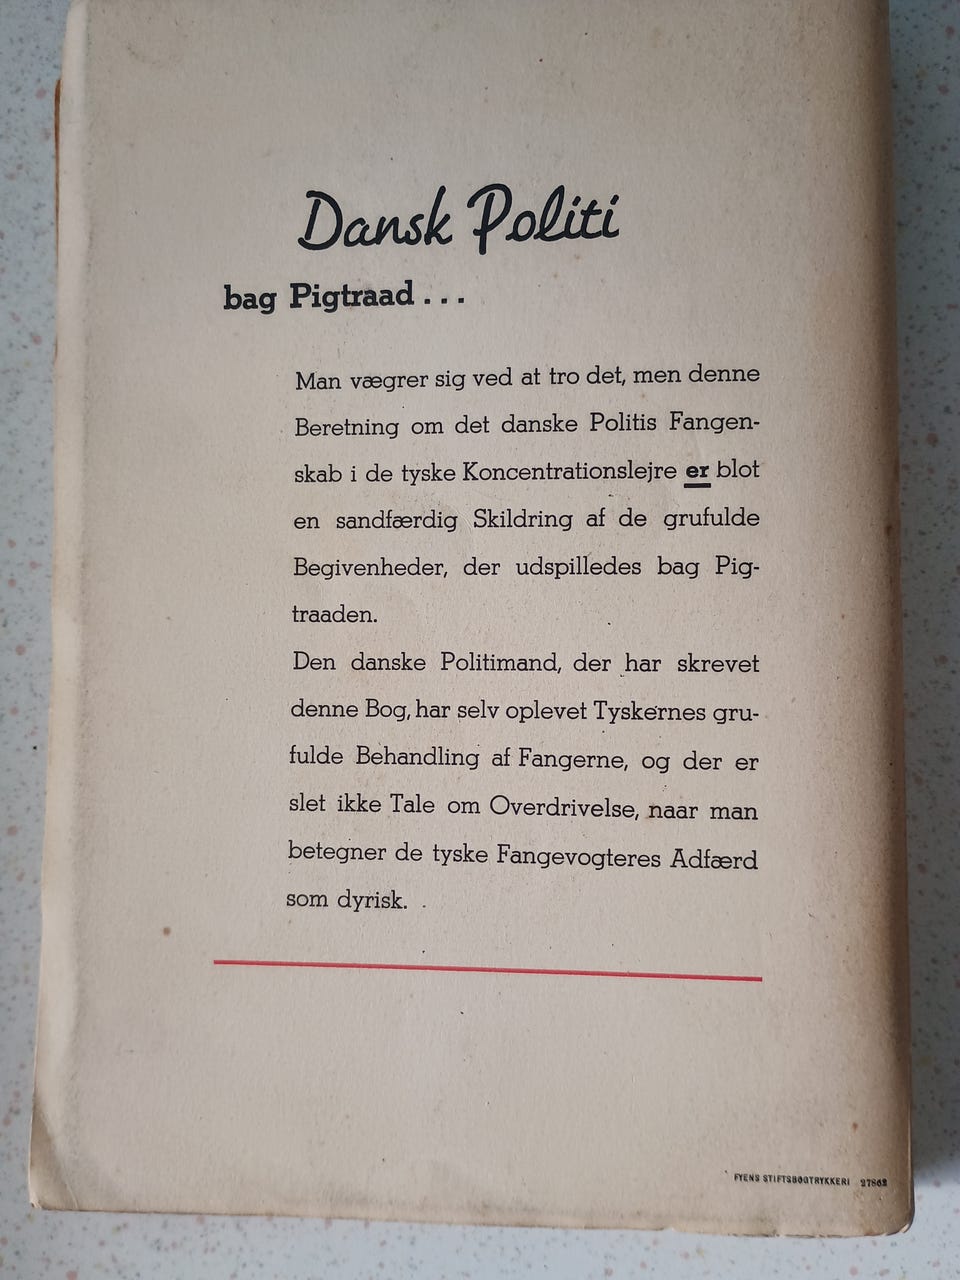 Dansk Politi
bag Pigtraad . . .
Man vægrer sig ved at tro det, men denne
Beretning om det danske Politis Fangen-
skab i de tyske Koncentrationslejre er blot
en sandfærdig Skildring af de grufulde
Begivenheder, der udspilledes bag Pig-
traaden.
Den danske Politimand, der har skrevet
denne Bog, har selv oplevet Tyskernes gru-
fulde Behandling af Fangerne, og der er
slet ikke Tale om Overdrivelse, naar man
betegner de tyske Fangevogteres Adfærd
som dyrisk.
FYENS STIFTSBOGTRYKKERI 27862